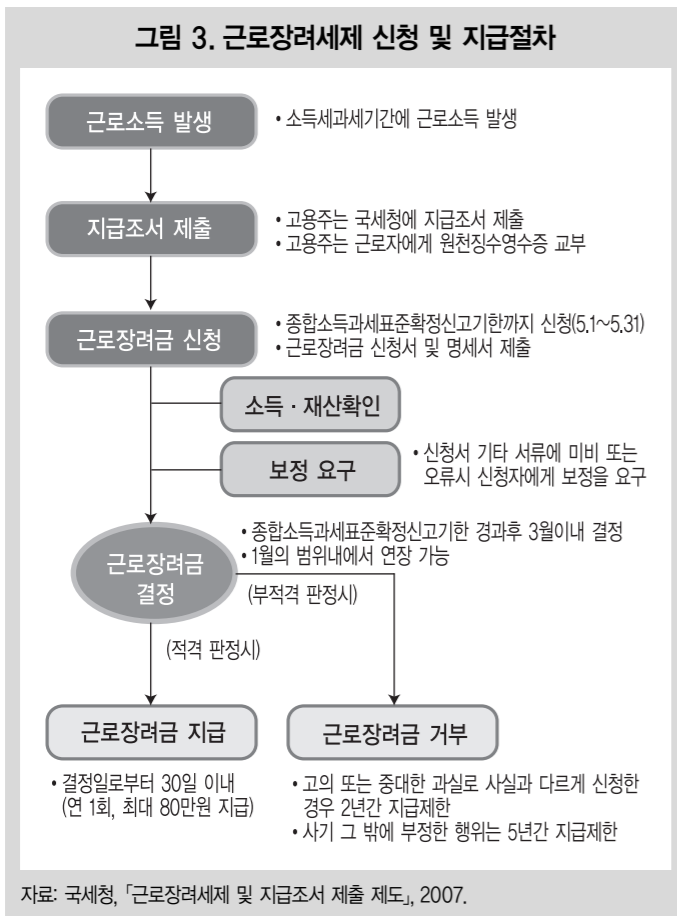 그림 3. 근로장려세제 신청 및 지급절차
근로소득 발생
• 소득세과세기간에 근로소득 발생
지급조서 제출
• 고용주는 국세청에 지급조서 제출
• 고용주는 근로자에게 원천징수영수증 교부
근로장려금 신청
• 종합소득과세표준확정신고기한까지 신청(5.1~5.31)
• 근로장려금 신청서 및 명세서 제출
소득 · 재산확인
보정 요구
• 신청서 기타 서류에 미비 또는
오류시 신청자에게 보정을 요구
근로장려금
결정
• 종합소득과세표준확정신고기한 경과후 3월이내 결정
• 1월의 범위내에서 연장 가능
(부적격 판정시)
(적격 판정시)
근로장려금 지급
• 결정일로부터 30일 이내
(연 1회, 최대 80만원 지급)
근로장려금 거부
• 고의 또는 중대한 과실로 사실과 다르게 신청한
경우 2년간 지급제한
• 사기 그 밖에 부정한 행위는 5년간 지급제한
자료: 국세청, 「근로장려세제 및 지급조서 제출 제도」, 2007.